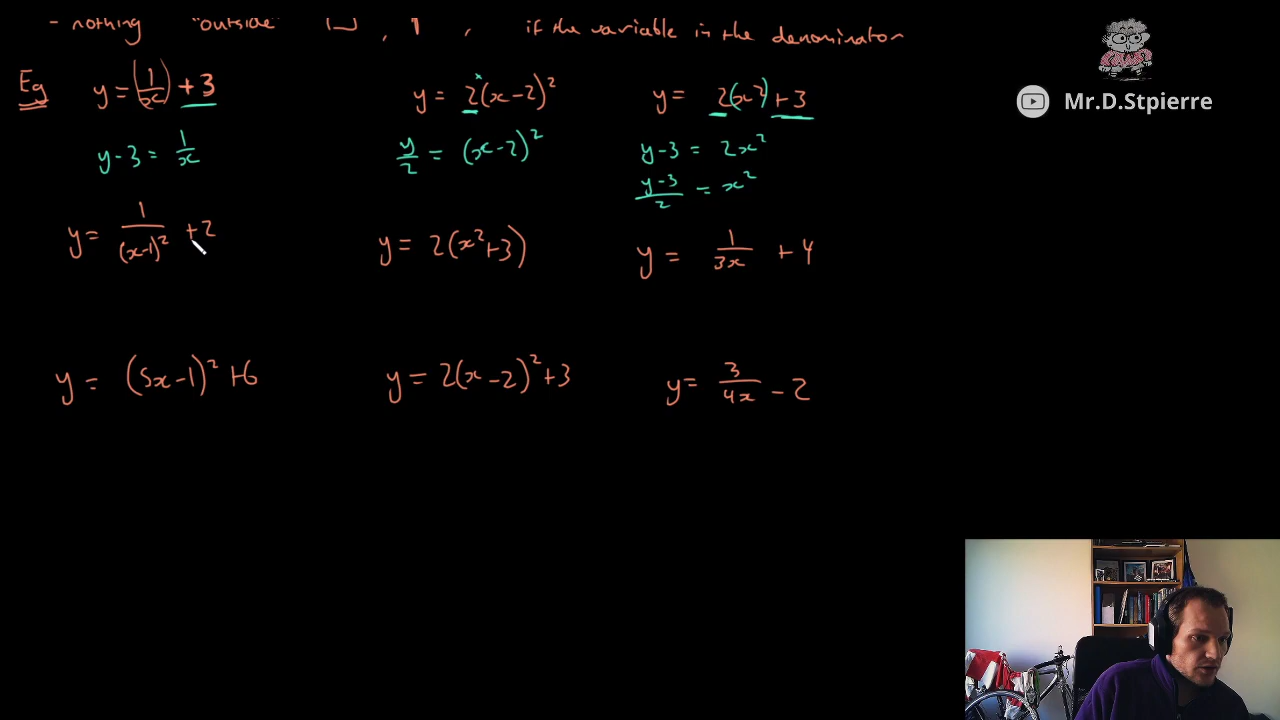 - nothing "outside" [ ] , , if the variable in the denominator
Mr.D.Stpierre
Eg y = (1/x) + 3 y = 2(x-2)² y = 2(x²) + 3
y-3 = 1/x y/2 = (x-2)² y-3 = 2x²
(y-3)/2 = x²
y = 1/(x-1)² + 2 y = 2(x²+3) y = 1/3x + 4
y = (5x-1)² + 6 y = 2(x-2)² + 3 y = 3/4x - 2